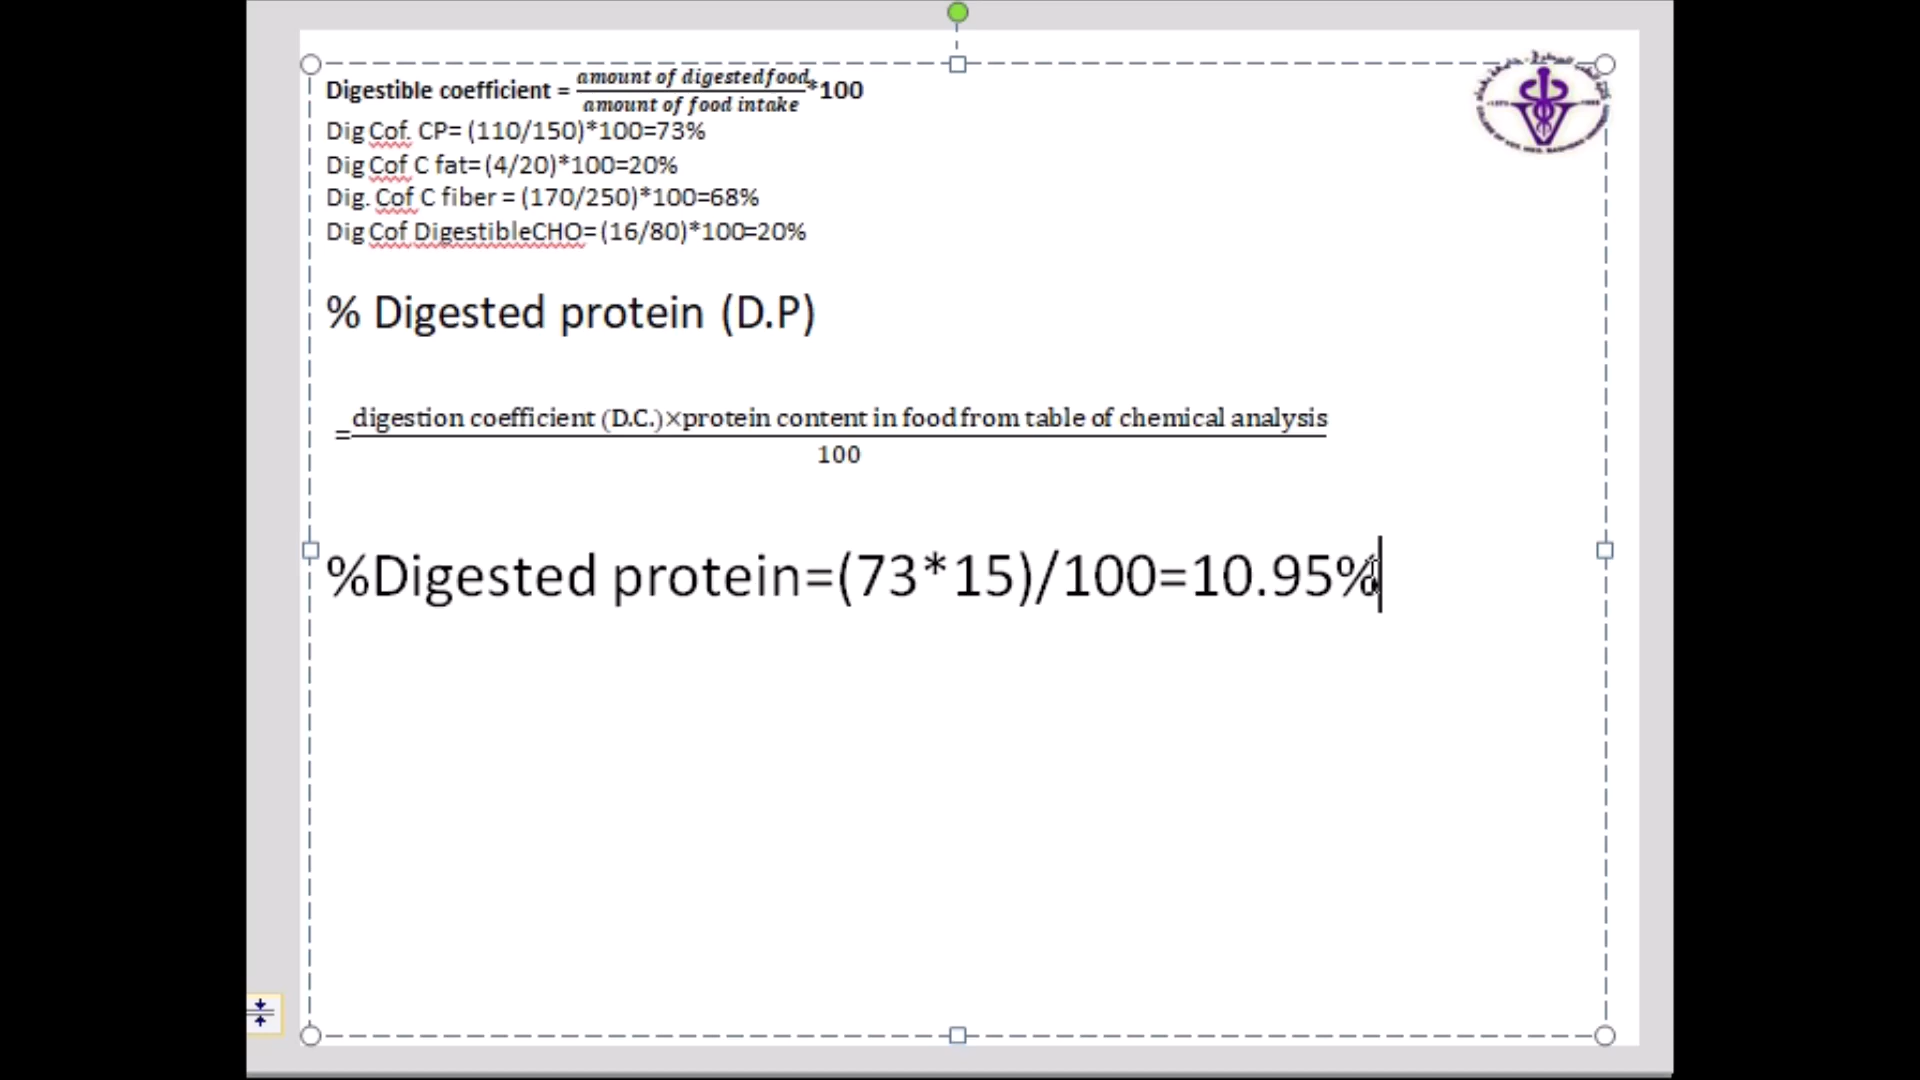 Digestible coefficient = amount of digestedfood/amount of food intake *100
Dig Cof. CP= (110/150)*100=73%
Dig Cof C fat= (4/20)*100=20%
Dig. Cof C fiber = (170/250)*100=68%
Dig Cof DigestibleCHO= (16/80)*100=20%
% Digested protein (D.P)
=digestion coefficient (D.C.)×protein content in food from table of chemical analysis
100
%Digested protein=(73*15)/100=10.95%